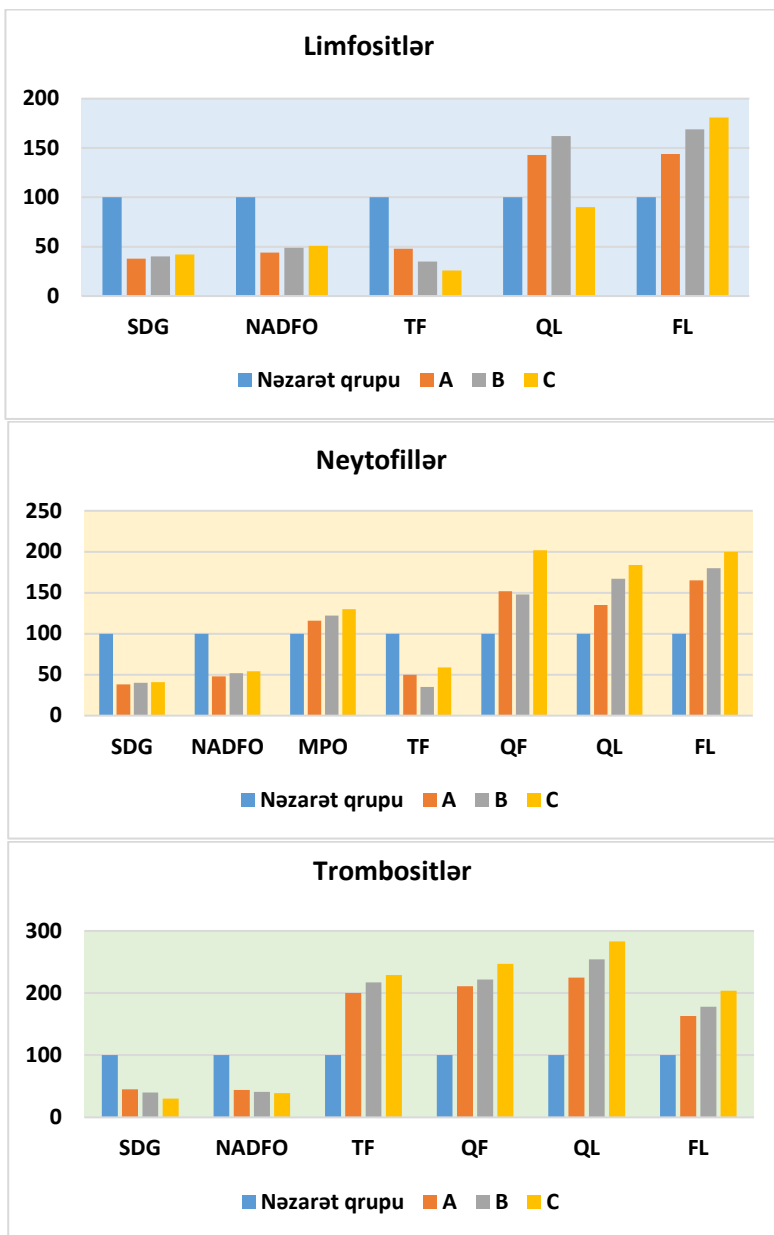 Limfositlər
200
150
100
50
0
SDG NADFO TF QL FL
Nəzarət qrupu A B C
Neytofillər
250
200
150
100
50
0
SDG NADFO MPO TF QF QL FL
Nəzarət qrupu A B C
Trombositlər
300
200
100
0
SDG NADFO TF QF QL FL
Nəzarət qrupu A B C